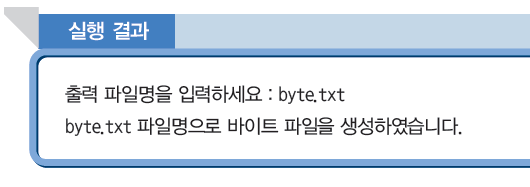 실행 결과
출력 파일명을 입력하세요 : byte.txt
byte.txt 파일명으로 바이트 파일을 생성하였습니다.